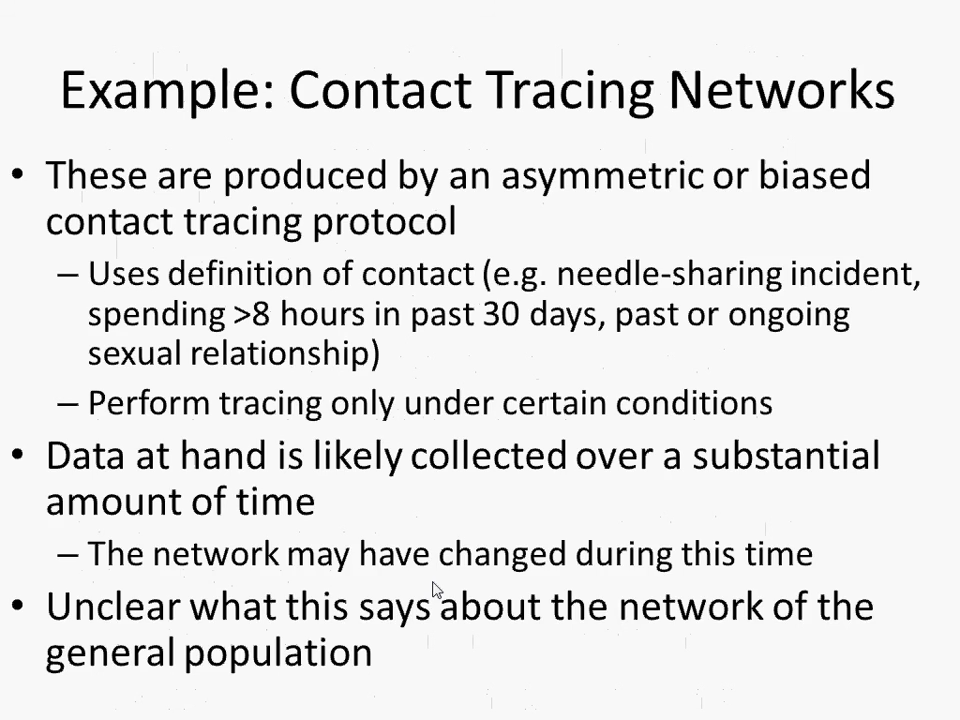 Example: Contact Tracing Networks
• These are produced by an asymmetric or biased
contact tracing protocol
– Uses definition of contact (e.g. needle-sharing incident,
spending >8 hours in past 30 days, past or ongoing
sexual relationship)
– Perform tracing only under certain conditions
• Data at hand is likely collected over a substantial
amount of time
– The network may have changed during this time
• Unclear what this says about the network of the
general population